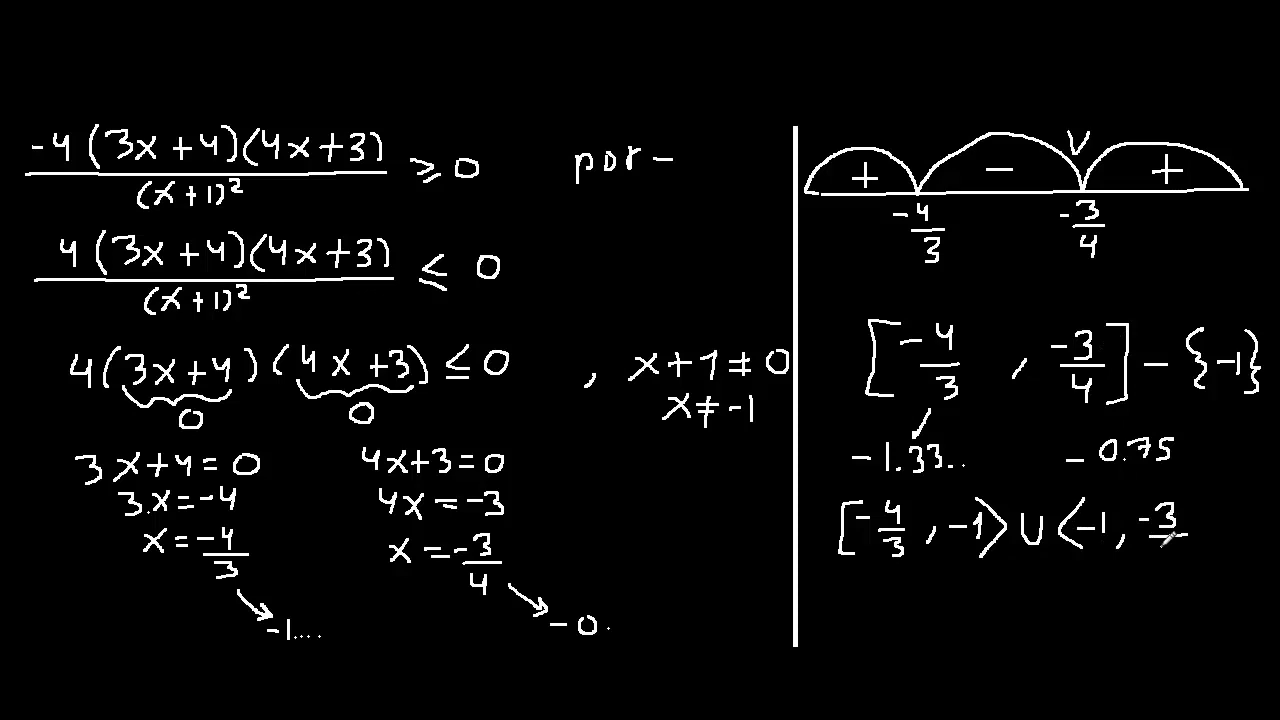 -4(3x+4)(4x+3)/(x+1)² ≥ 0 por -
4(3x+4)(4x+3)/(x+1)² ≤ 0
4(3x+4)(4x+3) ≤ 0 , x+1≠0
0 0 x≠-1
3x+4=0 4x+3=0
3.x=-4 4x=-3
x=-4/3 x=-3/4
-1.... -0.
V
+ - +
-4/3 -3/4
[-4/3 , -3/4] - {-1}
-1.33.. -0.75
[-4/3 , -1> U <-1, -3/